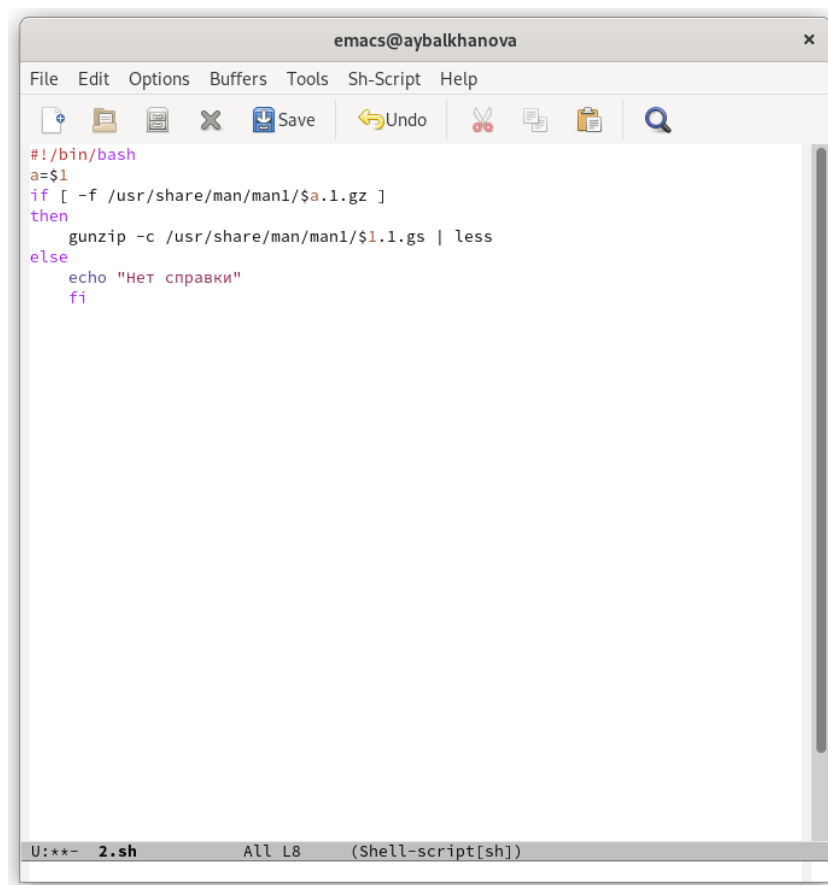 emacs@aybalkhanova ×
File Edit Options Buffers Tools Sh-Script Help
Save Undo
#!/bin/bash
a=$1
if [ -f /usr/share/man/man1/$a.1.gz ]
then
    gunzip -c /usr/share/man/man1/$1.1.gs | less
else
    echo "Нет справки"
    fi
U:**- 2.sh All L8 (Shell-script[sh])